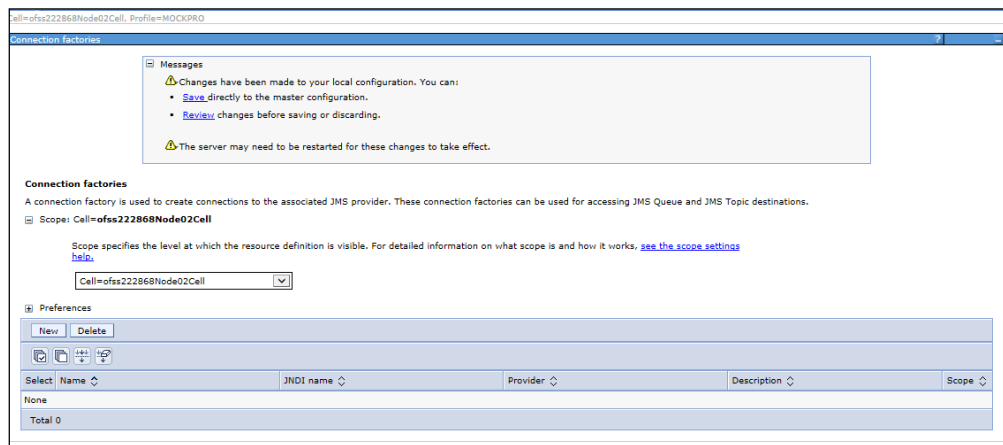 Cell=ofss222868Node02Cell, Profile=MOCKPRO
Connection factories ? –
Messages
Changes have been made to your local configuration. You can:
• Save directly to the master configuration.
• Review changes before saving or discarding.
The server may need to be restarted for these changes to take effect.
Connection factories
A connection factory is used to create connections to the associated JMS provider. These connection factories can be used for accessing JMS Queue and JMS Topic destinations.
Scope: Cell=ofss222868Node02Cell
Scope specifies the level at which the resource definition is visible. For detailed information on what scope is and how it works, see the scope settings
help.
Cell=ofss222868Node02Cell
Preferences
New Delete
Select Name JNDI name Provider Description Scope
None
Total 0